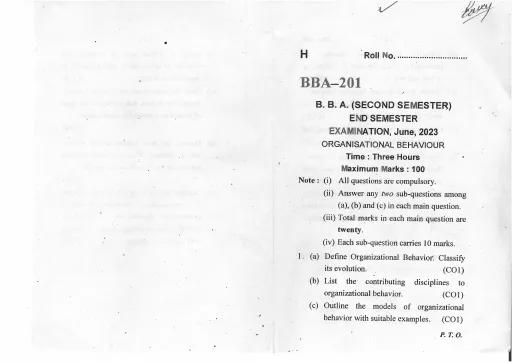 H Roll No. ..............................
BBA–201
B. B. A. (SECOND SEMESTER)
END SEMESTER
EXAMINATION, June, 2023
ORGANISATIONAL BEHAVIOUR
Time : Three Hours
Maximum Marks : 100
Note : (i) All questions are compulsory.
(ii) Answer any two sub-questions among
(a), (b) and (c) in each main question.
(iii) Total marks in each main question are
twenty.
(iv) Each sub-question carries 10 marks.
1. (a) Define Organizational Behavior. Classify
its evolution. (CO1)
(b) List the contributing disciplines to
organizational behavior. (CO1)
(c) Outline the models of organizational
behavior with suitable examples. (CO1)
P. T. O.